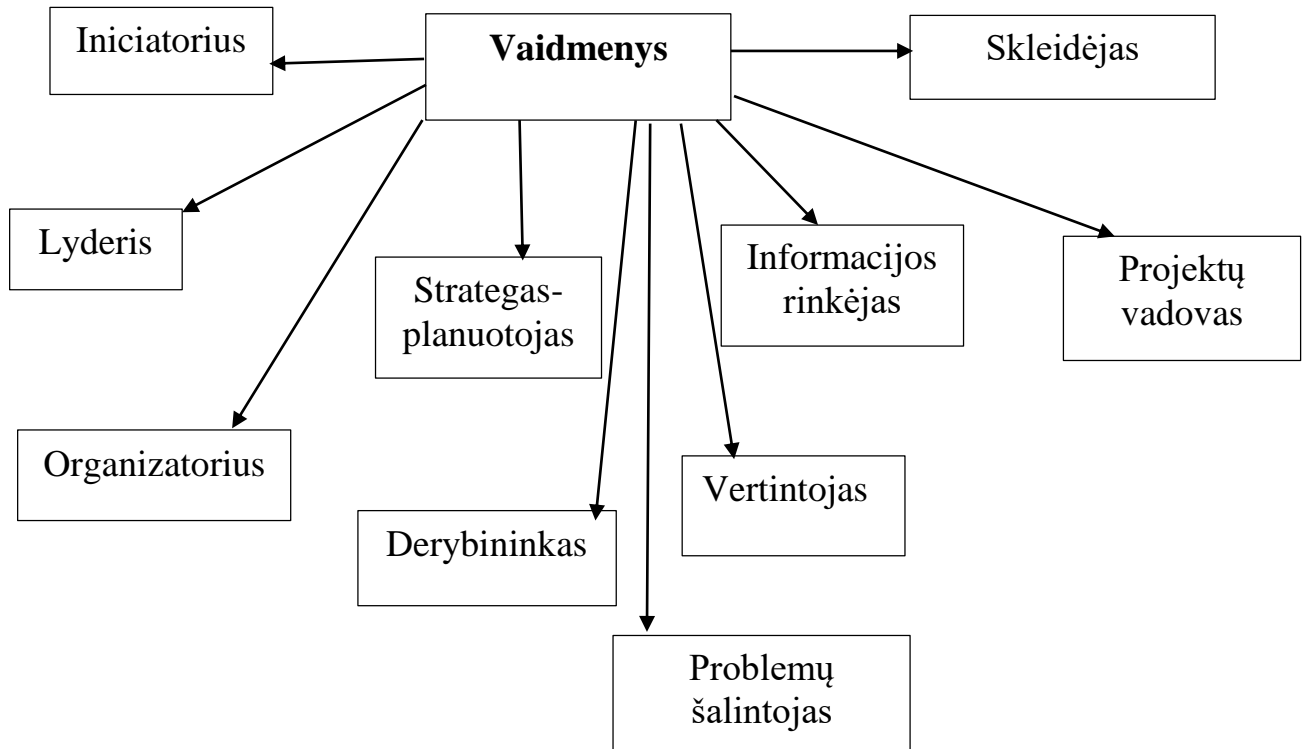 Iniciatorius
Vaidmenys
Skleidėjas
Lyderis
Strategas-
planuotojas
Informacijos
rinkėjas
Projektų
vadovas
Organizatorius
Derybininkas
Vertintojas
Problemų
šalintojas